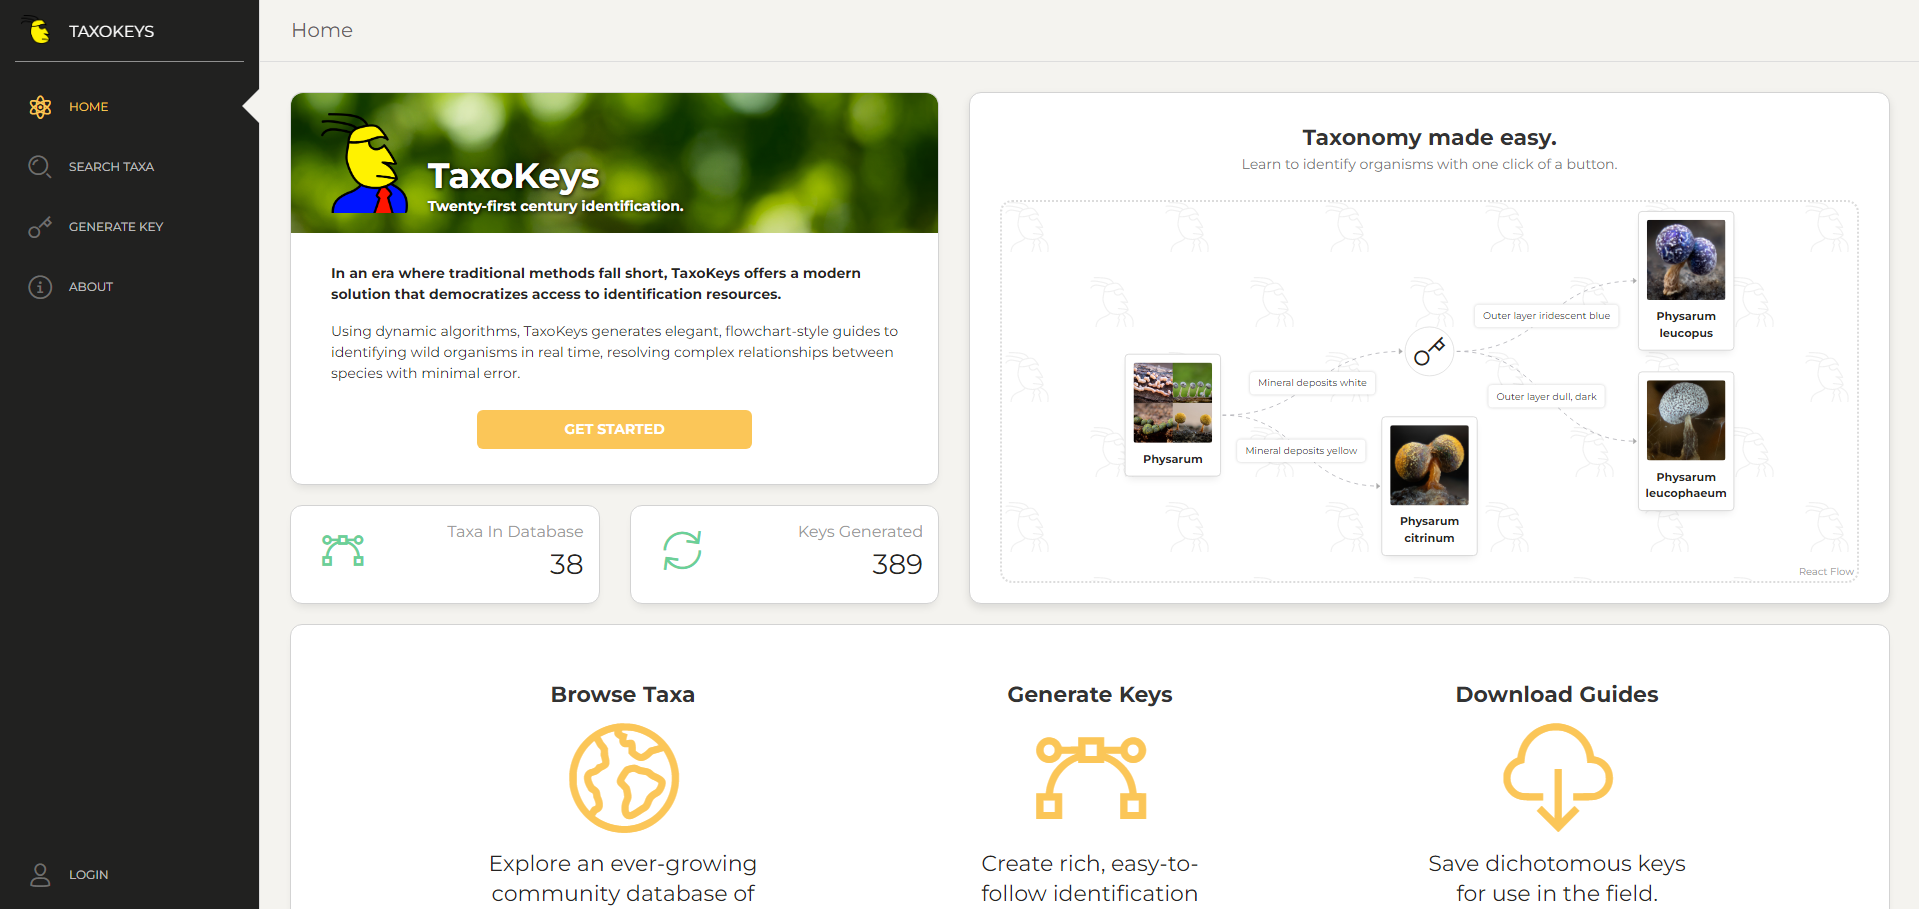 TAXOKEYS
HOME
SEARCH TAXA
GENERATE KEY
ABOUT
LOGIN
Home
TaxoKeys
Twenty-first century identification.
In an era where traditional methods fall short, TaxoKeys offers a modern
solution that democratizes access to identification resources.
Using dynamic algorithms, TaxoKeys generates elegant, flowchart-style guides to
identifying wild organisms in real time, resolving complex relationships between
species with minimal error.
GET STARTED
Taxa In Database
38
Keys Generated
389
Taxonomy made easy.
Learn to identify organisms with one click of a button.
Physarum
Mineral deposits white
Mineral deposits yellow
Physarum
citrinum
Outer layer iridescent blue
Outer layer dull, dark
Physarum
leucopus
Physarum
leucophaeum
React Flow
Browse Taxa
Explore an ever-growing
community database of
Generate Keys
Create rich, easy-to-
follow identification
Download Guides
Save dichotomous keys
for use in the field.